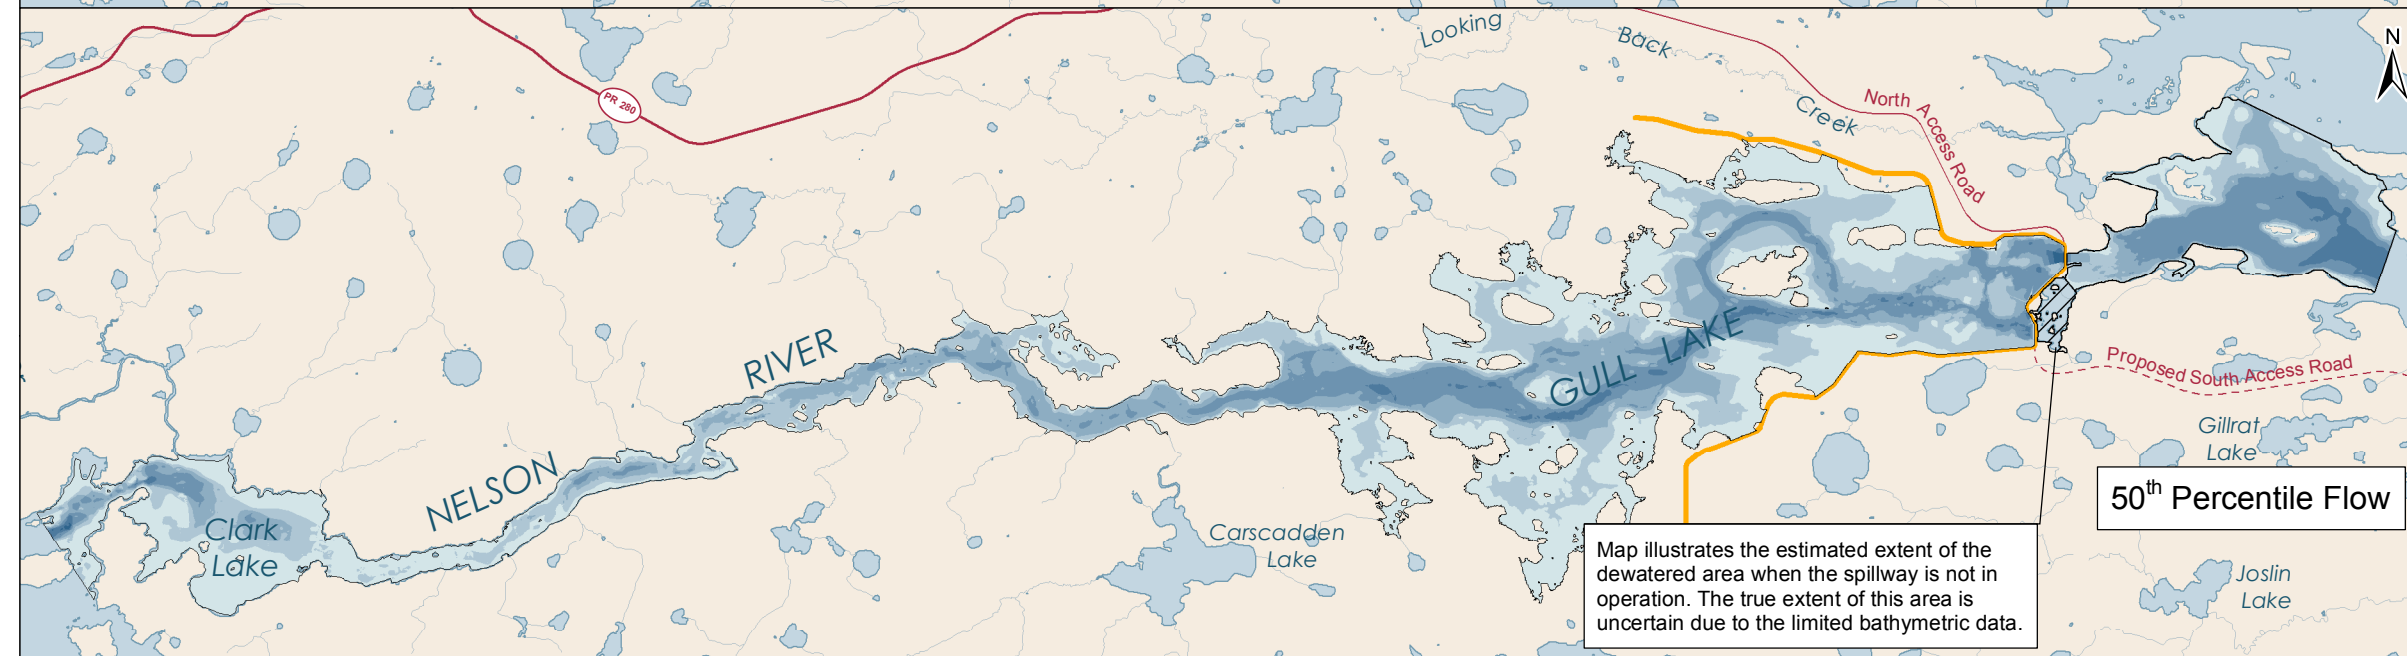 Looking
Back
Creek
N
PR 280
North Access Road
RIVER
GULL LAKE
Proposed South Access Road
NELSON
Gillrat
Lake
50th Percentile Flow
Clark
Lake
Carscadden
Lake
Map illustrates the estimated extent of the
dewatered area when the spillway is not in
operation. The true extent of this area is
uncertain due to the limited bathymetric data.
Joslin
Lake